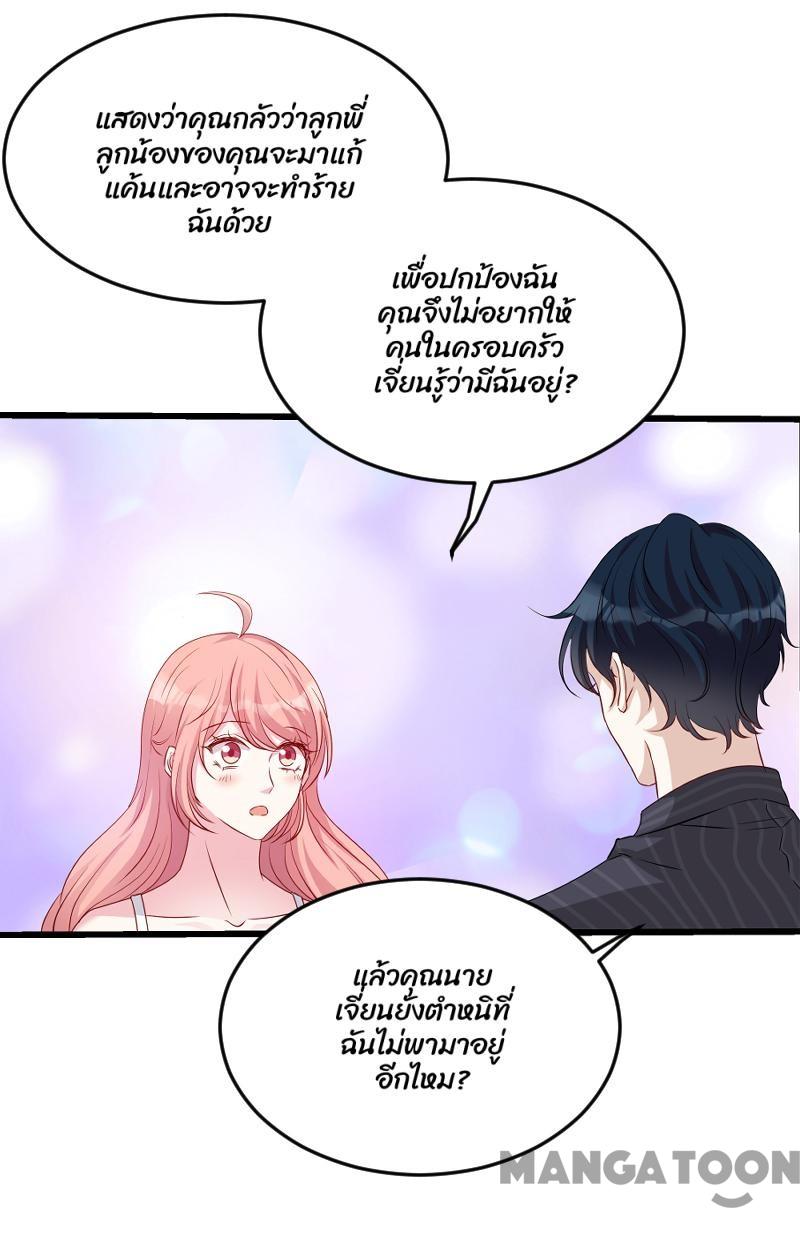 แสดงว่าคุณกลัวว่าลูกพี่
ลูกน้องของคุณจะมาแก้
แค้นและอาจจะทำร้าย
ฉันด้วย
เพื่อปกป้องฉัน
คุณจึงไม่อยากให้
คนในครอบครัว
เจี่ยนรู้ว่ามีฉันอยู่?
แล้วคุณนาย
เจี่ยนยังตำหนิที่
ฉันไม่พามาอยู่
อีกไหม?
MANGATOON